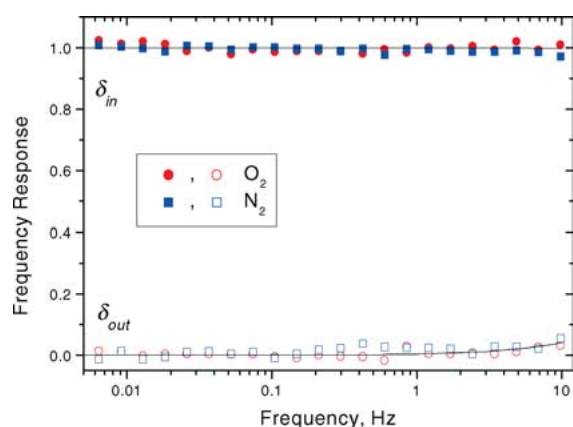 1.0
δin
0.8
0.6
, O2
, N2
0.4
0.2
δout
0.0
0.01 0.1 1 10
Frequency, Hz
Frequency Response